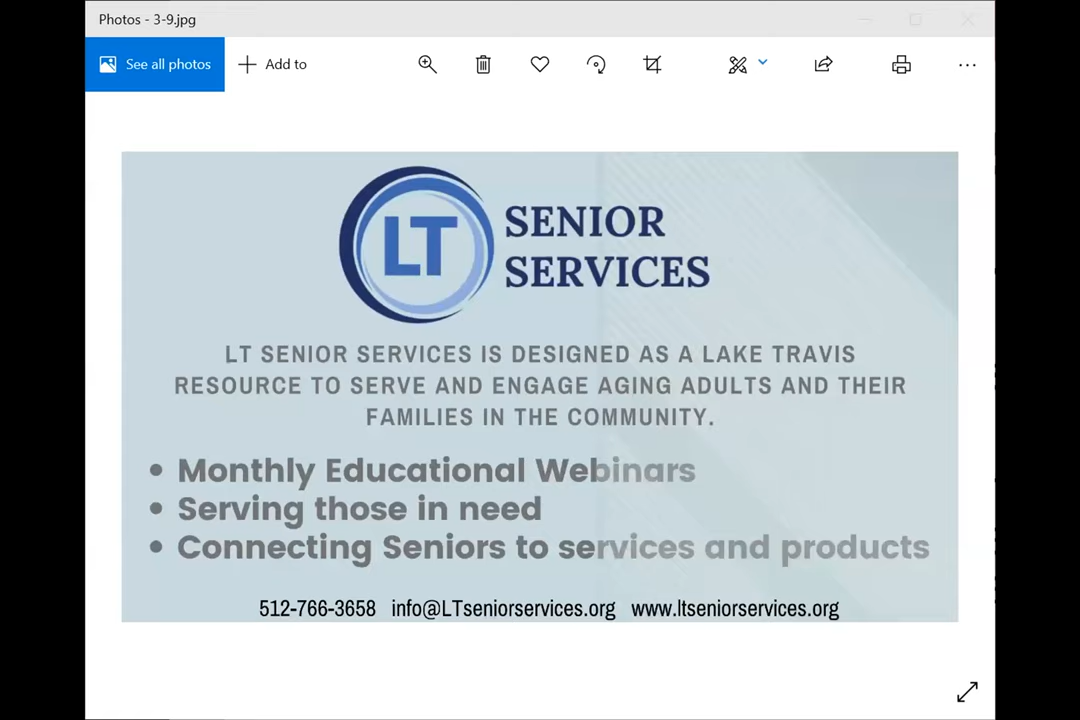 Photos - 3-9.jpg
See all photos
Add to
LT
SENIOR
SERVICES
LT SENIOR SERVICES IS DESIGNED AS A LAKE TRAVIS
RESOURCE TO SERVE AND ENGAGE AGING ADULTS AND THEIR
FAMILIES IN THE COMMUNITY.
• Monthly Educational Webinars
• Serving those in need
• Connecting Seniors to services and products
512-766-3658 info@LTseniorservices.org www.ltseniorservices.org